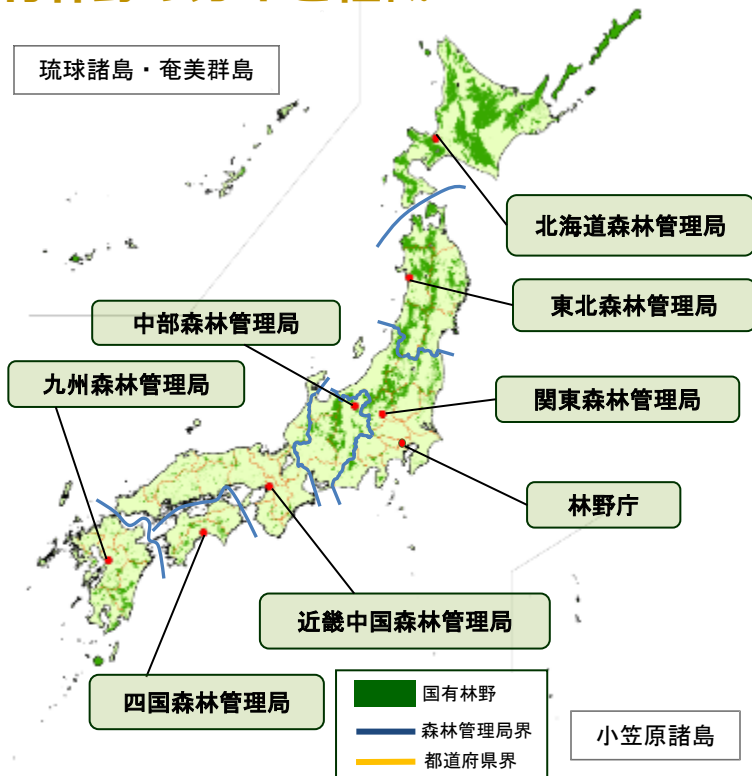 琉球諸島・奄美群島
北海道森林管理局
東北森林管理局
中部森林管理局
九州森林管理局
関東森林管理局
林野庁
近畿中国森林管理局
四国森林管理局
国有林野
森林管理局界
都道府県界
小笠原諸島